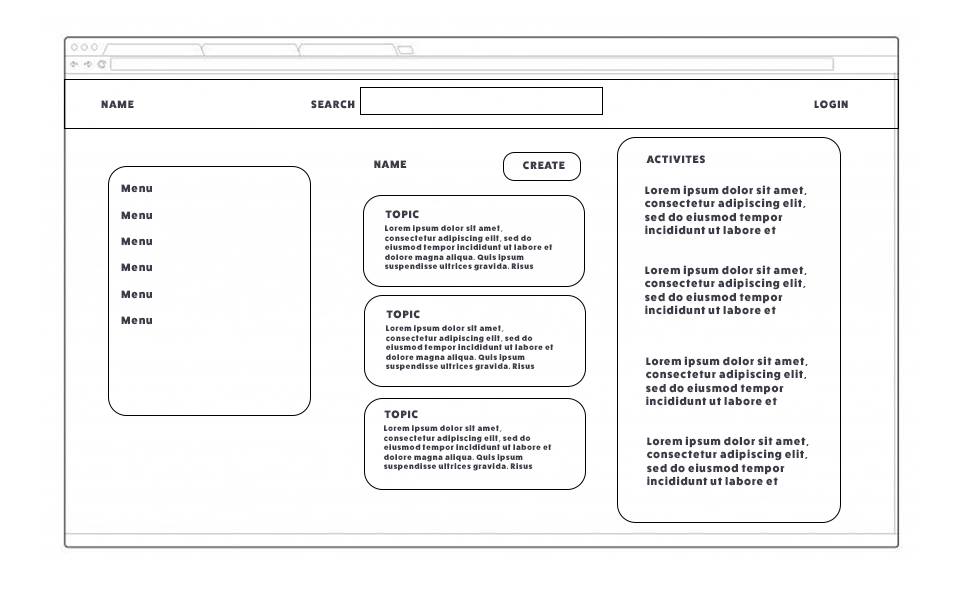 NAME
SEARCH
LOGIN
Menu
Menu
Menu
Menu
Menu
Menu
NAME
CREATE
TOPIC
Lorem ipsum dolor sit amet,
consectetur adipiscing elit, sed do
eiusmod tempor incididunt ut labore et
dolore magna aliqua. Quis ipsum
suspendisse ultrices gravida. Risus
TOPIC
Lorem ipsum dolor sit amet,
consectetur adipiscing elit, sed do
eiusmod tempor incididunt ut labore et
dolore magna aliqua. Quis ipsum
suspendisse ultrices gravida. Risus
TOPIC
Lorem ipsum dolor sit amet,
consectetur adipiscing elit, sed do
eiusmod tempor incididunt ut labore et
dolore magna aliqua. Quis ipsum
suspendisse ultrices gravida. Risus
ACTIVITES
Lorem ipsum dolor sit amet,
consectetur adipiscing elit,
sed do eiusmod tempor
incididunt ut labore et
Lorem ipsum dolor sit amet,
consectetur adipiscing elit,
sed do eiusmod tempor
incididunt ut labore et
Lorem ipsum dolor sit amet,
consectetur adipiscing elit,
sed do eiusmod tempor
incididunt ut labore et
Lorem ipsum dolor sit amet,
consectetur adipiscing elit,
sed do eiusmod tempor
incididunt ut labore et